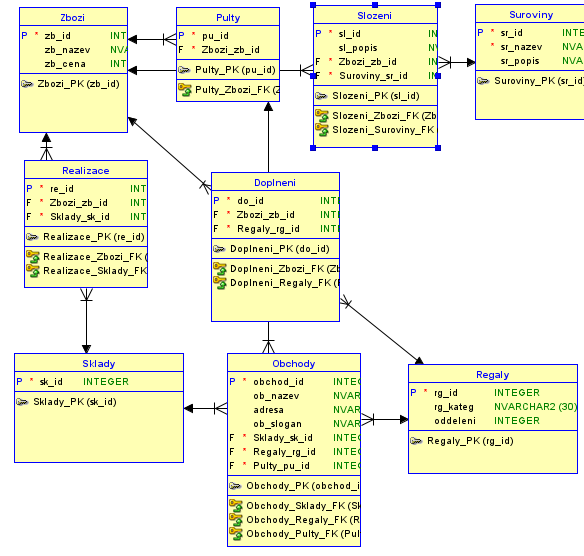 Zbozi
P * zb_id INT
zb_nazev NVA
zb_cena INT
Zbozi_PK (zb_id)
Pulty
P * pu_id
F * Zbozi_zb_id
Pulty_PK (pu_id)
Pulty_Zbozi_FK (Z
Slozeni
P * sl_id IN
sl_popis N
F * Zbozi_zb_id IN
F * Suroviny_sr_id IN
Slozeni_PK (sl_id)
Slozeni_Zbozi_FK (Zb
Slozeni_Suroviny_FK
Suroviny
P * sr_id INTE
* sr_nazev NVA
* sr_popis NVA
Suroviny_PK (sr_id)
Realizace
P * re_id INT
F * Zbozi_zb_id INT
F * Sklady_sk_id INT
Realizace_PK (re_id)
Realizace_Zbozi_FK (
Realizace_Sklady_FK
Doplneni
P * do_id INT
F * Zbozi_zb_id INT
F * Regaly_rg_id INT
Doplneni_PK (do_id)
Doplneni_Zbozi_FK (Zb
Doplneni_Regaly_FK (
Sklady
P * sk_id INTEGER
Sklady_PK (sk_id)
Obchody
P * obchod_id INTEG
ob_nazev NVAR
adresa NVAR
ob_slogan NVAR
F * Sklady_sk_id INTEG
F * Regaly_rg_id INTEG
F * Pulty_pu_id INTEG
Obchody_PK (obchod_i
Obchody_Sklady_FK (Sk
Obchody_Regaly_FK (R
Obchody_Pulty_FK (Pul
Regaly
P * rg_id INTEGER
rg_kateg NVARCHAR2 (30)
oddeleni INTEGER
Regaly_PK (rg_id)